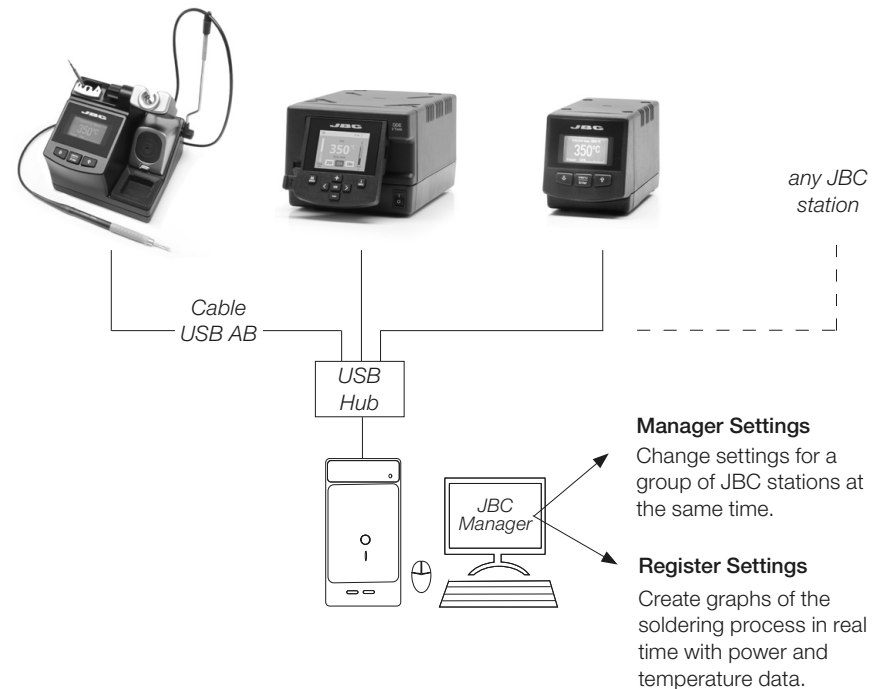 JBC
350°C
JBC
DDE
350°
JBC
350°C
any JBC
station
Cable
USB AB
USB
Hub
JBC
Manager
Manager Settings
Change settings for a
group of JBC stations at
the same time.
Register Settings
Create graphs of the
soldering process in real
time with power and
temperature data.